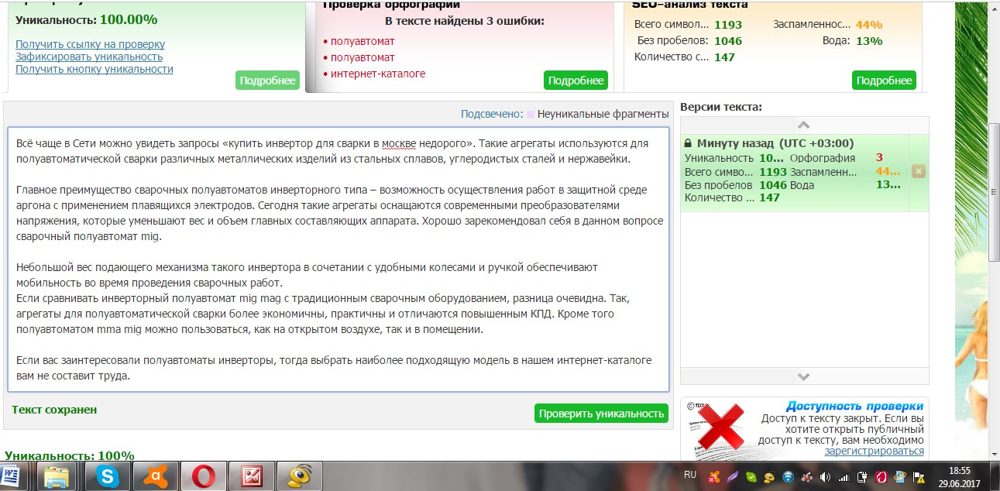 Уникальность: 100.00%
Получить ссылку на проверку
Зафиксировать уникальность
Получить кнопку уникальности
Подробнее
Проверка орфографии
В тексте найдены 3 ошибки:
• полуавтомат
• полуавтомат
• интернет-каталоге
Подробнее
SEO-анализ текста
Всего символ... 1193 Заспамленнос... 44%
Без пробелов: 1046 Вода: 13%
Количество с... 147
Подробнее
Подсвечено: Неуникальные фрагменты
Всё чаще в Сети можно увидеть запросы «купить инвертор для сварки в москве недорого». Такие агрегаты используются для
полуавтоматической сварки различных металлических изделий из стальных сплавов, углеродистых сталей и нержавейки.
Главное преимущество сварочных полуавтоматов инверторного типа – возможность осуществления работ в защитной среде
аргона с применением плавящихся электродов. Сегодня такие агрегаты оснащаются современными преобразователями
напряжения, которые уменьшают вес и объем главных составляющих аппарата. Хорошо зарекомендовал себя в данном вопросе
сварочный полуавтомат mig.
Небольшой вес подающего механизма такого инвертора в сочетании с удобными колесами и ручкой обеспечивают
мобильность во время проведения сварочных работ.
Если сравнивать инверторный полуавтомат mig mag с традиционным сварочным оборудованием, разница очевидна. Так,
агрегаты для полуавтоматической сварки более экономичны, практичны и отличаются повышенным КПД. Кроме того
полуавтоматом mma mig можно пользоваться, как на открытом воздухе, так и в помещении.
Если вас заинтересовали полуавтоматы инверторы, тогда выбрать наиболее подходящую модель в нашем интернет-каталоге
вам не составит труда.
Текст сохранен
Проверить уникальность
Уникальность: 100%
Версии текста:
Минуту назад (UTC +03:00)
Уникальность 10... Орфография 3
Всего симво... 1193 Заспамленн... 44...
Без пробелов 1046 Вода 13...
Количество ... 147
Доступность проверки
Доступ к тексту закрыт. Если вы
хотите открыть публичный
доступ к тексту, вам необходимо
зарегистрироваться
RU
18:55
29.06.2017